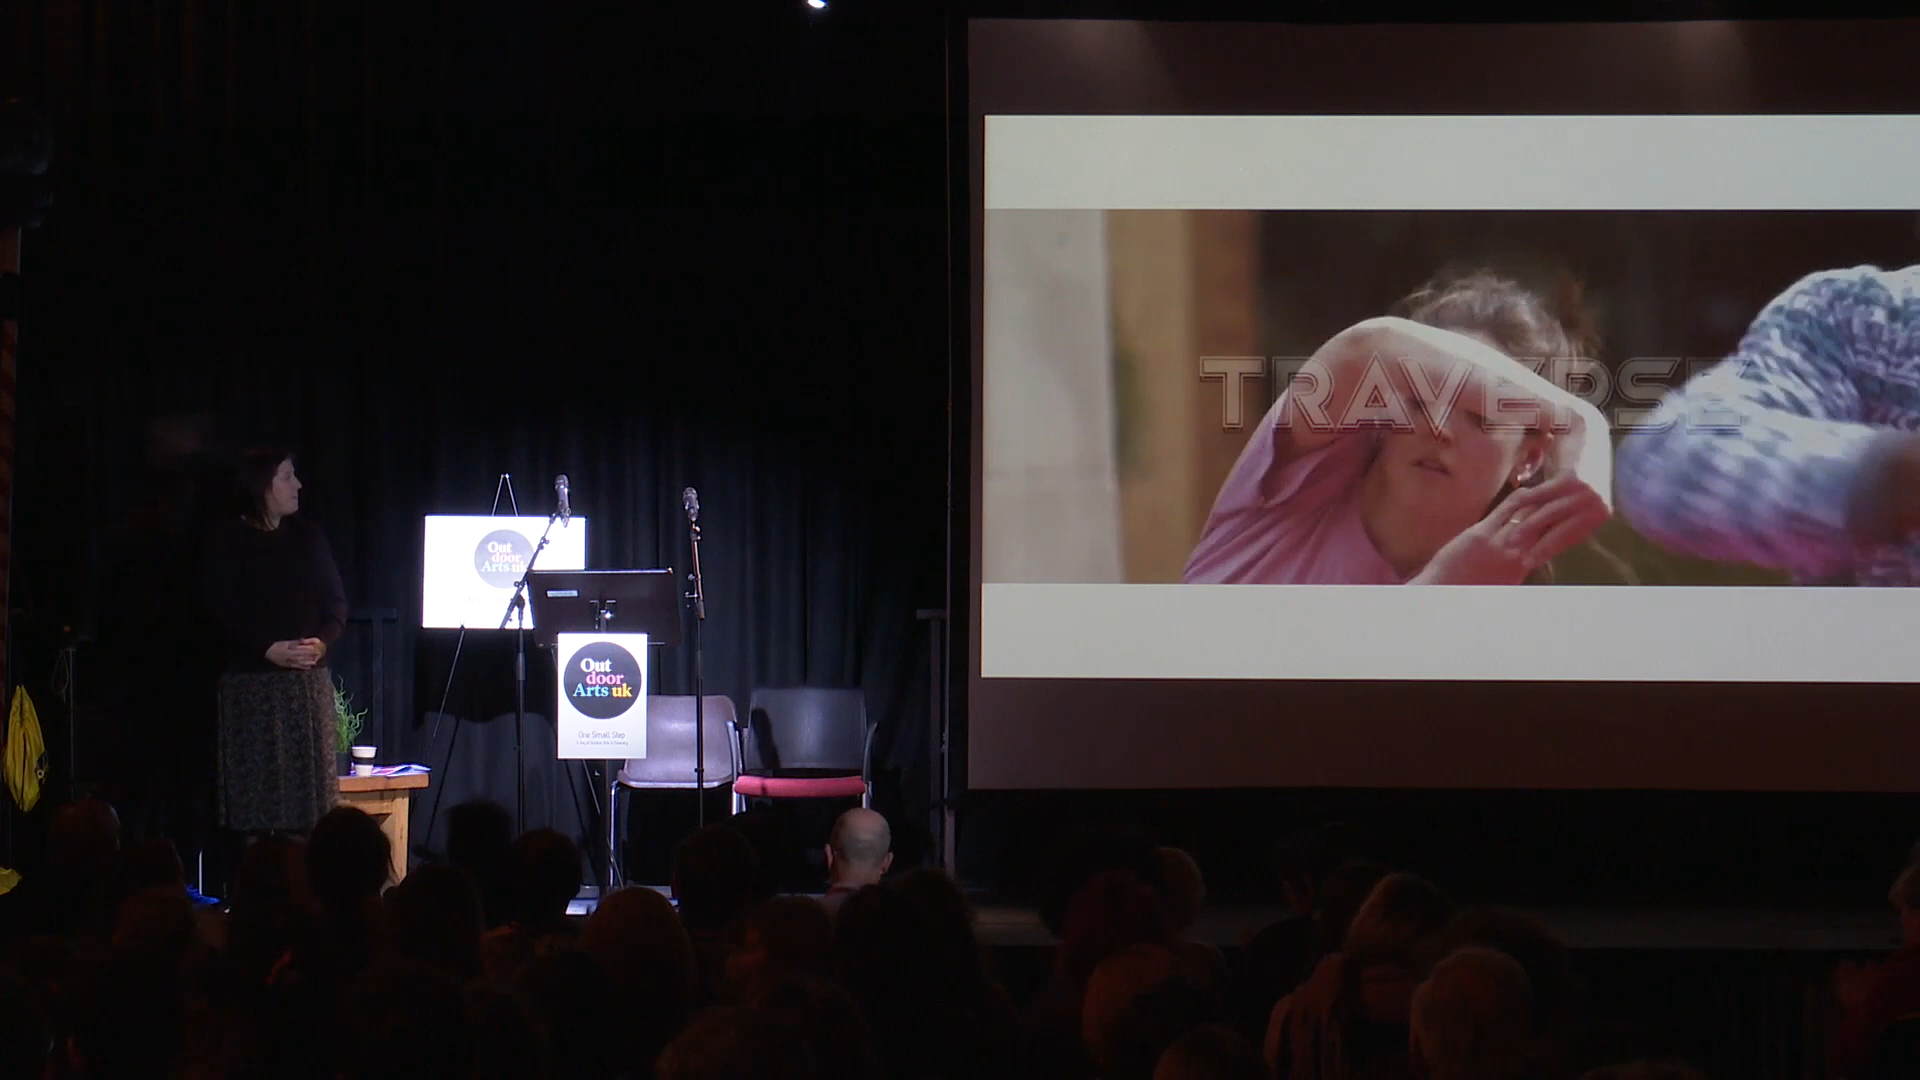 TRAVERSE
Out
door
Arts uk
Out
door
Arts uk
One Small Step